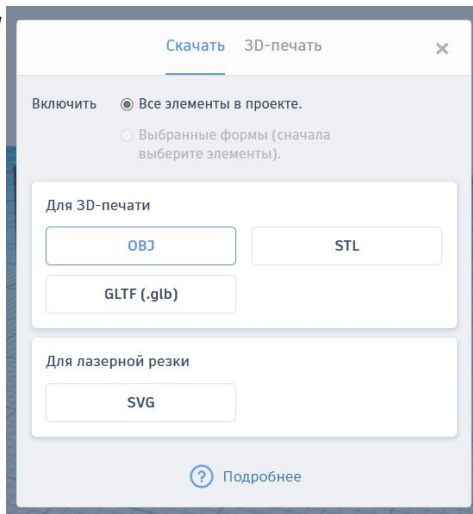 Скачать 3D-печать ×
Включить Все элементы в проекте.
Выбранные формы (сначала
выберите элементы).
Для 3D-печати
OBJ STL
GLTF (.glb)
Для лазерной резки
SVG
? Подробнее